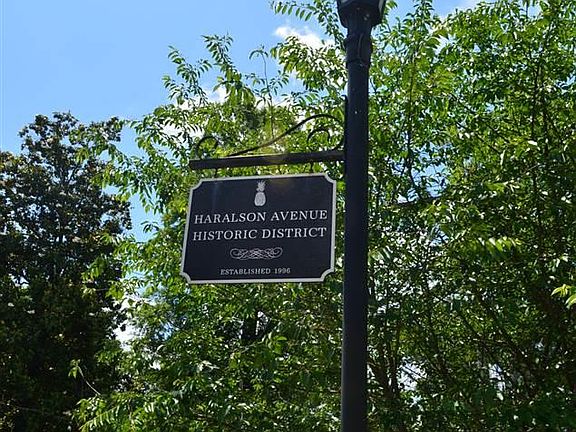 HARALSON AVENUE
HISTORIC DISTRICT
ESTABLISHED 1996